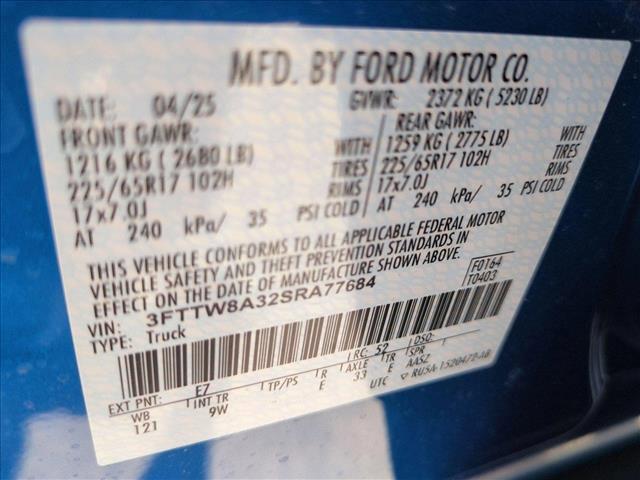 MFD. BY FORD MOTOR CO.
DATE: 04/25 GVWR: 2372 KG ( 5230 LB)
FRONT GAWR: REAR GAWR:
1216 KG ( 2680 LB) WITH 1259 KG ( 2775 LB) WITH
225/65R17 102H TIRES 225/65R17 102H TIRES
17x7.0J RIMS 17x7.0J RIMS
AT 240 kPa/ 35 PSI COLD AT 240 kPa/ 35 PSI COLD
THIS VEHICLE CONFORMS TO ALL APPLICABLE FEDERAL MOTOR
VEHICLE SAFETY AND THEFT PREVENTION STANDARDS IN
EFFECT ON THE DATE OF MANUFACTURE SHOWN ABOVE.
VIN: 3FTTW8A32SRA77684 F0164
TYPE: Truck T0403
EXT PNT: E7 RC: 52 DSO:
WB INT TR TP/PS R AXLE TR SPR
121 9W E 33 E AASZ
UTC RU5A-1520472-AB